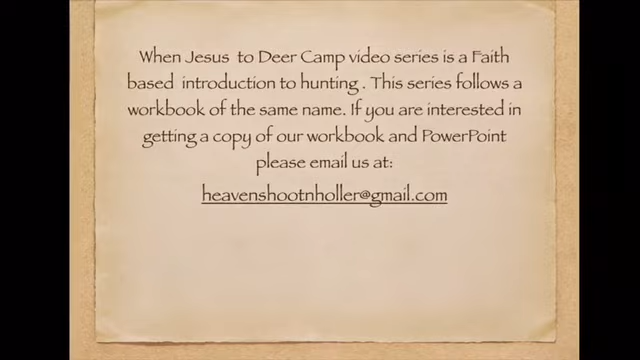 When Jesus to Deer Camp video series is a Faith
based introduction to hunting . This series follows a
workbook of the same name. If you are interested in
getting a copy of our workbook and PowerPoint
please email us at:
heavenshootnholler@gmail.com